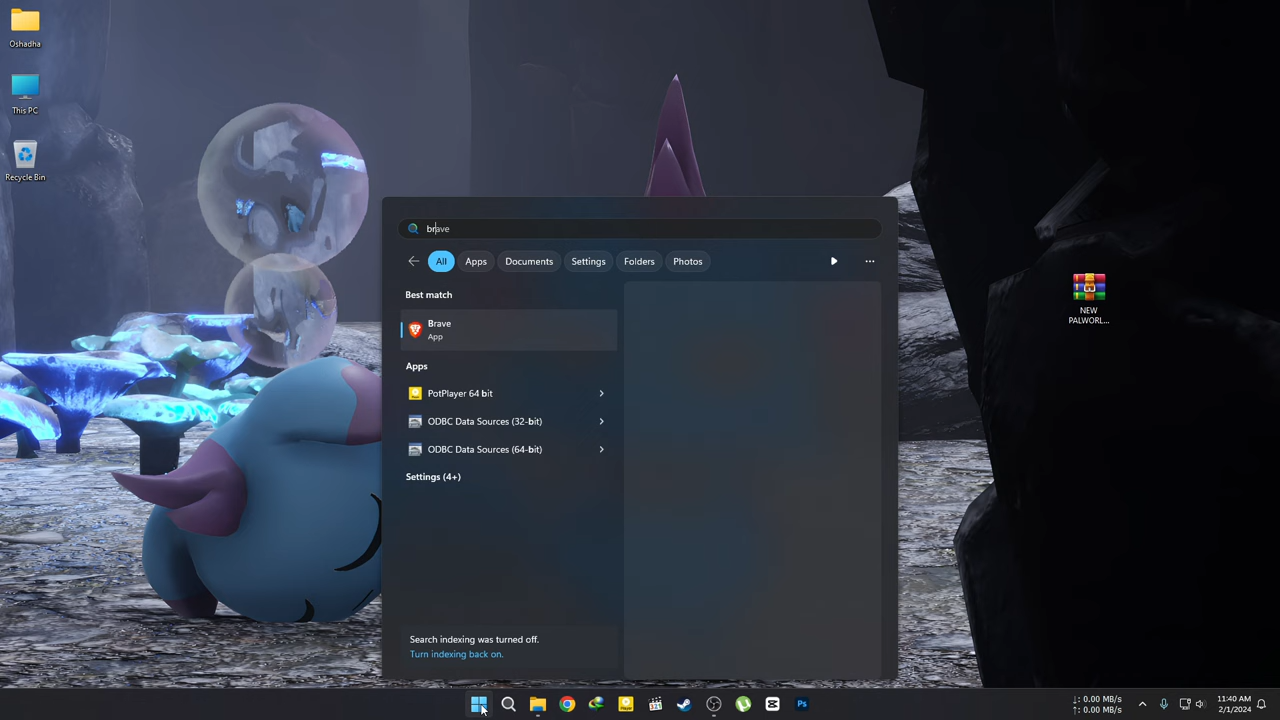 Oshadha
This PC
Recycle Bin
NEW
PALWORL...
brave
All
Apps
Documents
Settings
Folders
Photos
Best match
Brave
App
Apps
PotPlayer 64 bit
ODBC Data Sources (32-bit)
ODBC Data Sources (64-bit)
Settings (4+)
Search indexing was turned off.
Turn indexing back on.
Ps
↓: 0.00 MB/s
↑: 0.00 MB/s
11:40 AM
2/1/2024